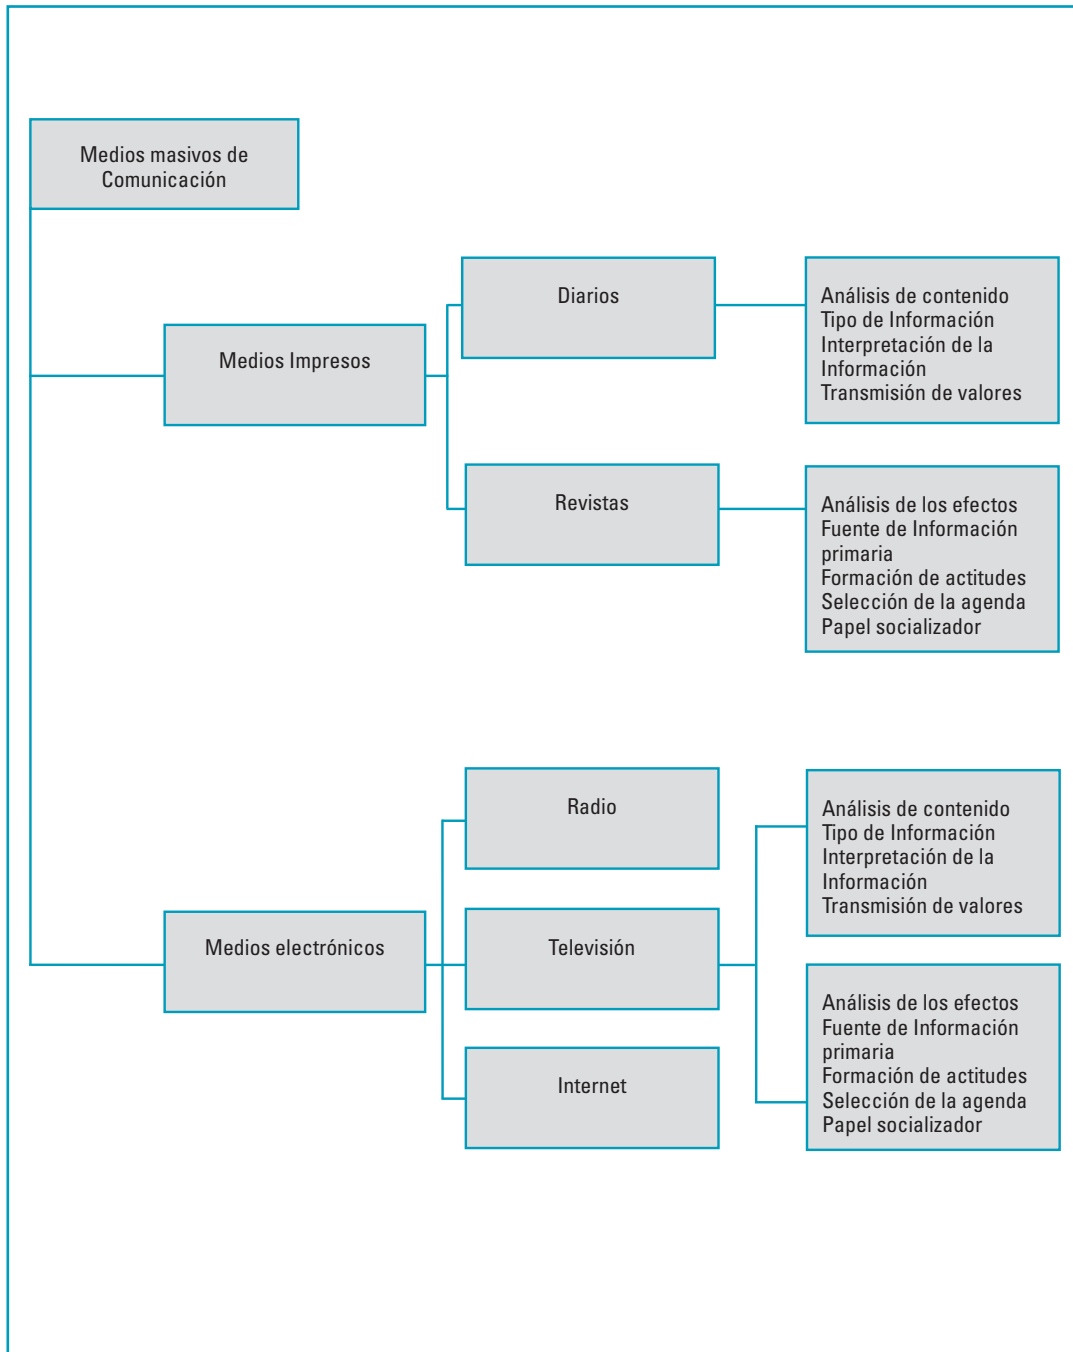 Medios masivos de
Comunicación
Diarios
Análisis de contenido
Tipo de Información
Interpretación de la
Información
Transmisión de valores
Medios Impresos
Revistas
Análisis de los efectos
Fuente de Información
primaria
Formación de actitudes
Selección de la agenda
Papel socializador
Radio
Análisis de contenido
Tipo de Información
Interpretación de la
Información
Transmisión de valores
Medios electrónicos
Televisión
Análisis de los efectos
Fuente de Información
primaria
Formación de actitudes
Selección de la agenda
Papel socializador
Internet